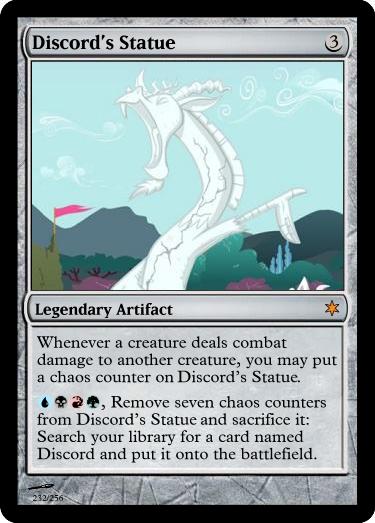 Discord's Statue 3
Legendary Artifact
Whenever a creature deals combat
damage to another creature, you may put
a chaos counter on Discord's Statue.
, Remove seven chaos counters
from Discord's Statue and sacrifice it:
Search your library for a card named
Discord and put it onto the battlefield.
232/256